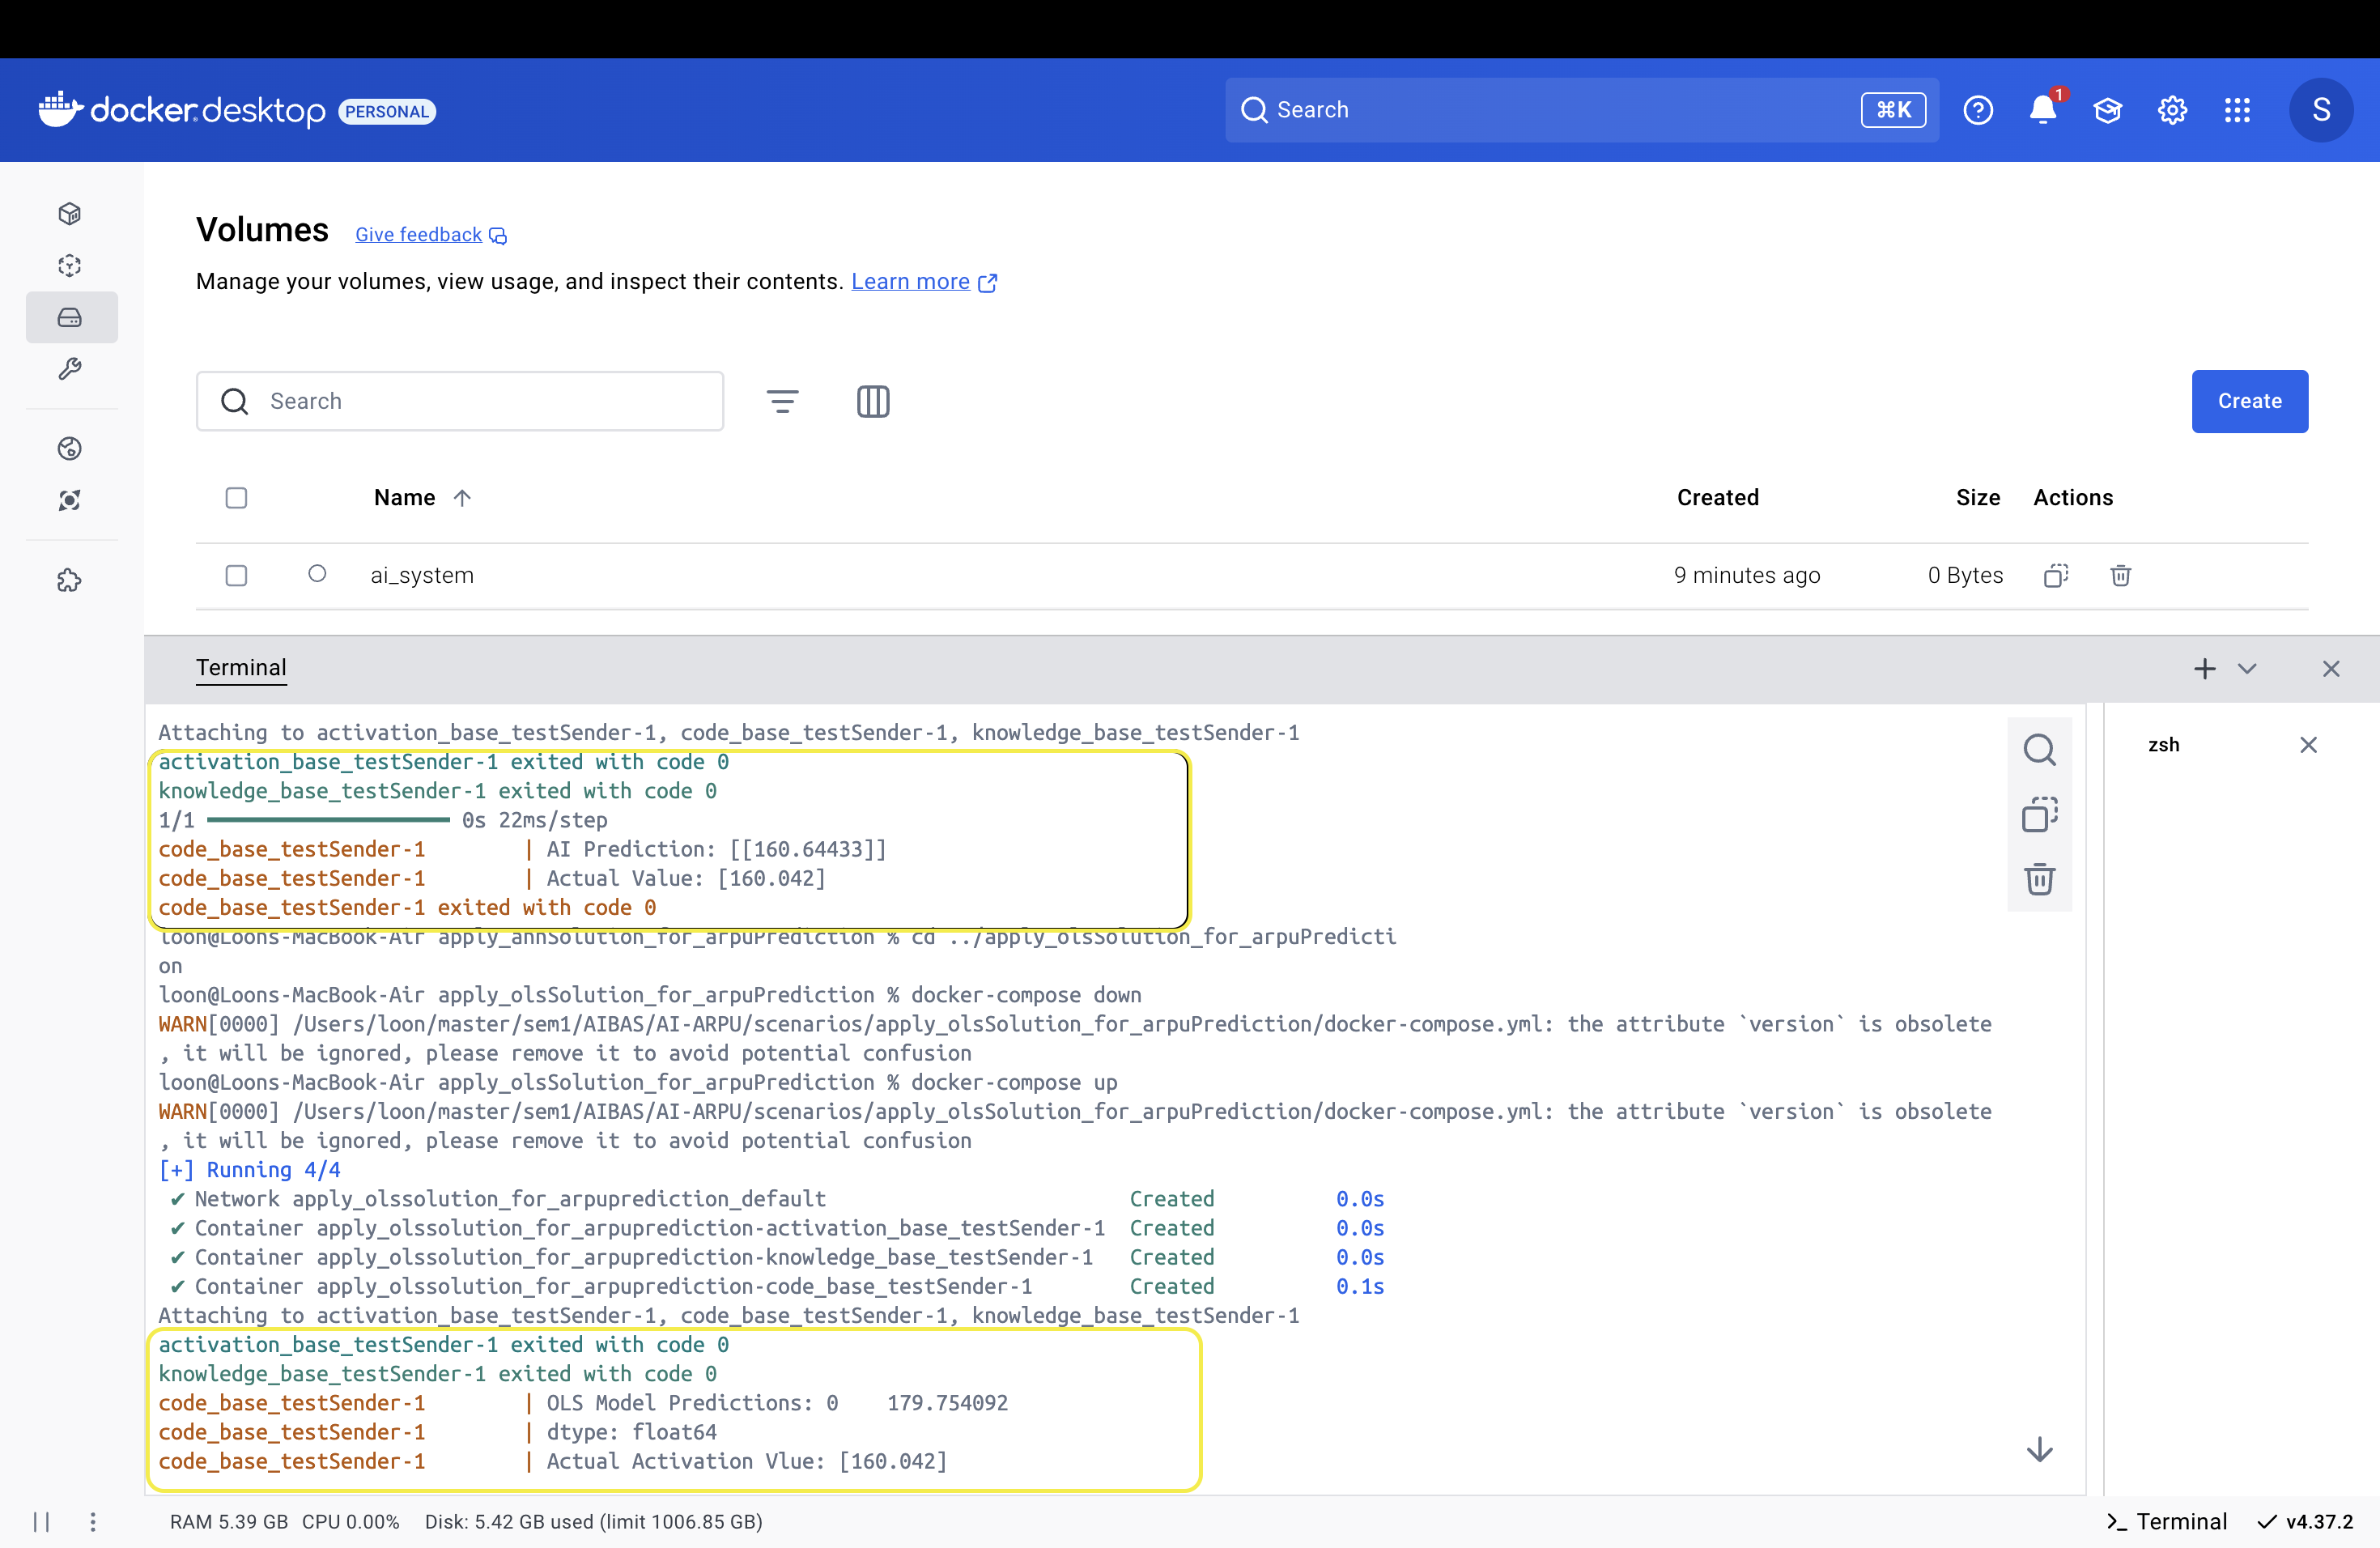 docker desktop PERSONAL
Search ⌘K
1
S
Volumes Give feedback
Manage your volumes, view usage, and inspect their contents. Learn more
Search
Create
Name Created Size Actions
ai_system 9 minutes ago 0 Bytes
Terminal
zsh
Attaching to activation_base_testSender-1, code_base_testSender-1, knowledge_base_testSender-1
activation_base_testSender-1 exited with code 0
knowledge_base_testSender-1 exited with code 0
1/1 ━━━━━━━━━━━━━━━━━━━━ 0s 22ms/step
code_base_testSender-1 | AI Prediction: [[160.64433]]
code_base_testSender-1 | Actual Value: [160.042]
code_base_testSender-1 exited with code 0
loon@Loons-MacBook-Air apply_annSolution_for_arpuPrediction % cd ../apply_olsSolution_for_arpuPredicti
on
loon@Loons-MacBook-Air apply_olsSolution_for_arpuPrediction % docker-compose down
WARN[0000] /Users/loon/master/sem1/AIBAS/AI-ARPU/scenarios/apply_olsSolution_for_arpuPrediction/docker-compose.yml: the attribute `version` is obsolete
, it will be ignored, please remove it to avoid potential confusion
loon@Loons-MacBook-Air apply_olsSolution_for_arpuPrediction % docker-compose up
WARN[0000] /Users/loon/master/sem1/AIBAS/AI-ARPU/scenarios/apply_olsSolution_for_arpuPrediction/docker-compose.yml: the attribute `version` is obsolete
, it will be ignored, please remove it to avoid potential confusion
[+] Running 4/4
✔ Network apply_olssolution_for_arpuprediction_default Created 0.0s
✔ Container apply_olssolution_for_arpuprediction-activation_base_testSender-1 Created 0.0s
✔ Container apply_olssolution_for_arpuprediction-knowledge_base_testSender-1 Created 0.0s
✔ Container apply_olssolution_for_arpuprediction-code_base_testSender-1 Created 0.1s
Attaching to activation_base_testSender-1, code_base_testSender-1, knowledge_base_testSender-1
activation_base_testSender-1 exited with code 0
knowledge_base_testSender-1 exited with code 0
code_base_testSender-1 | OLS Model Predictions: 0 179.754092
code_base_testSender-1 | dtype: float64
code_base_testSender-1 | Actual Activation Vlue: [160.042]
RAM 5.39 GB CPU 0.00% Disk: 5.42 GB used (limit 1006.85 GB) Terminal v4.37.2